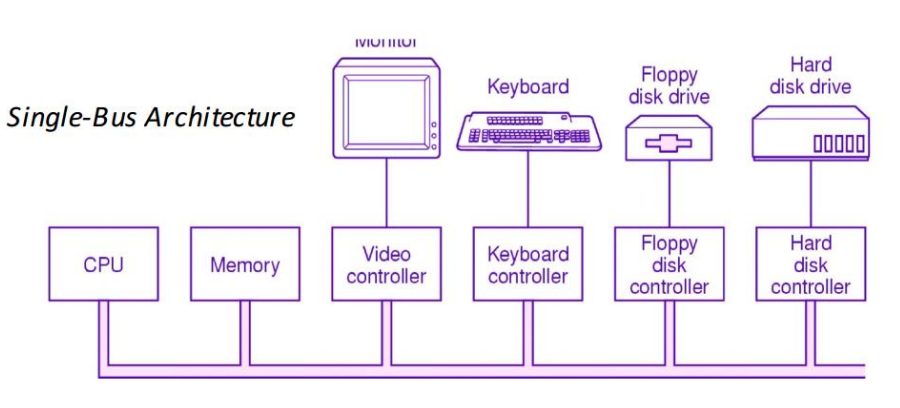 Monitor
Single-Bus Architecture
Keyboard
Floppy
disk drive
Hard
disk drive
CPU
Memory
Video
controller
Keyboard
controller
Floppy
disk
controller
Hard
disk
controller